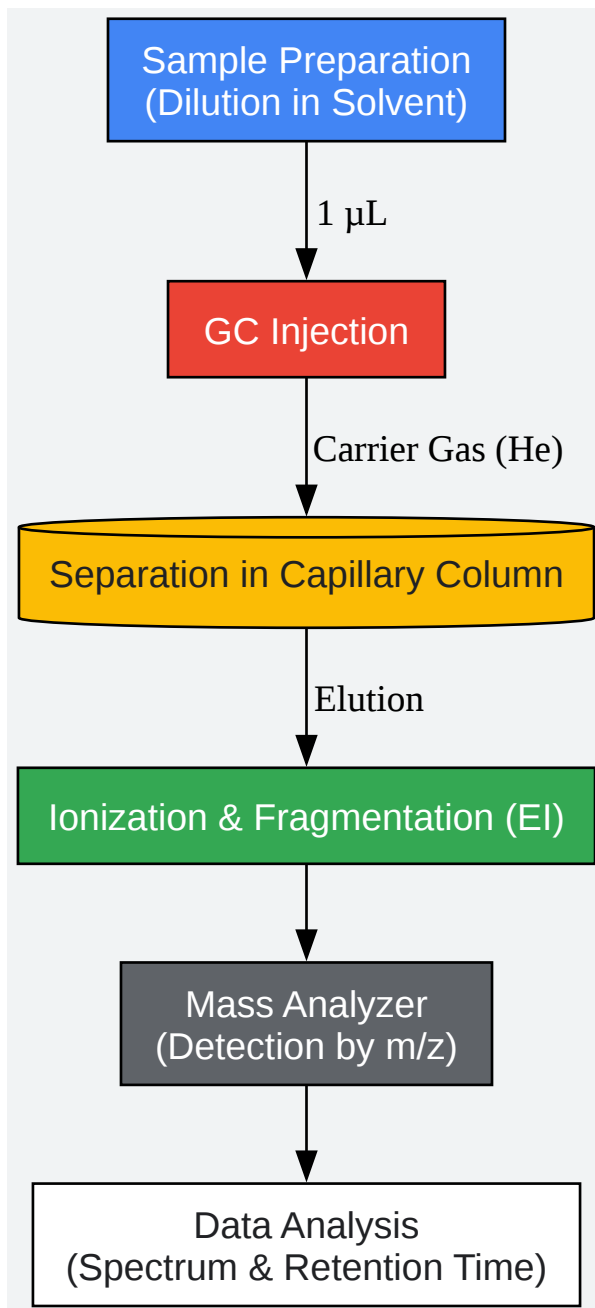 Sample Preparation
(Dilution in Solvent)
1 µL
GC Injection
Carrier Gas (He)
Separation in Capillary Column
Elution
Ionization & Fragmentation (EI)
Mass Analyzer
(Detection by m/z)
Data Analysis
(Spectrum & Retention Time)